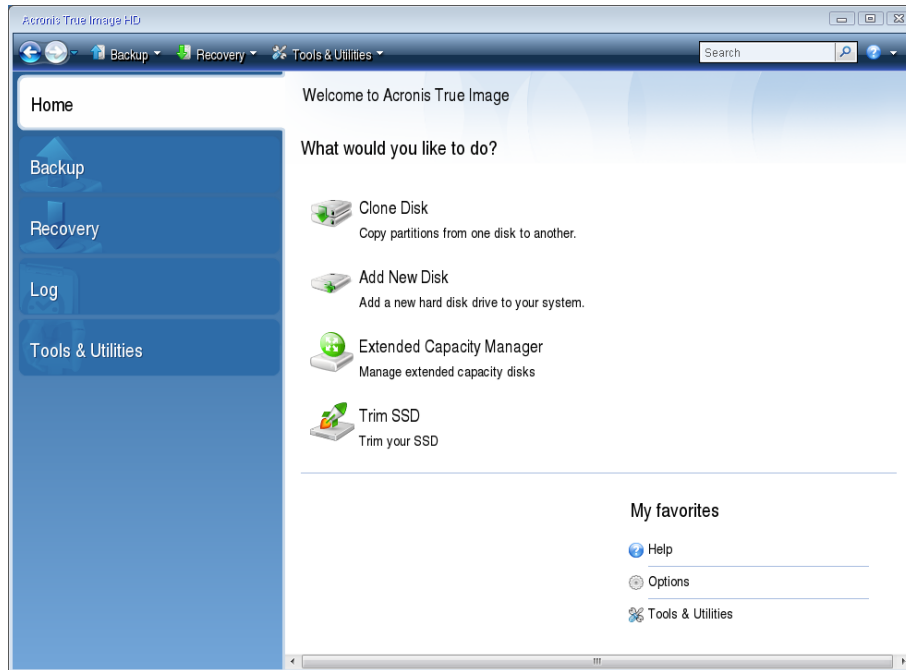 Acronis True Image HD
Backup Recovery Tools & Utilities Search
Home
Backup
Recovery
Log
Tools & Utilities
Welcome to Acronis True Image
What would you like to do?
Clone Disk
Copy partitions from one disk to another.
Add New Disk
Add a new hard disk drive to your system.
Extended Capacity Manager
Manage extended capacity disks
Trim SSD
Trim your SSD
My favorites
Help
Options
Tools & Utilities